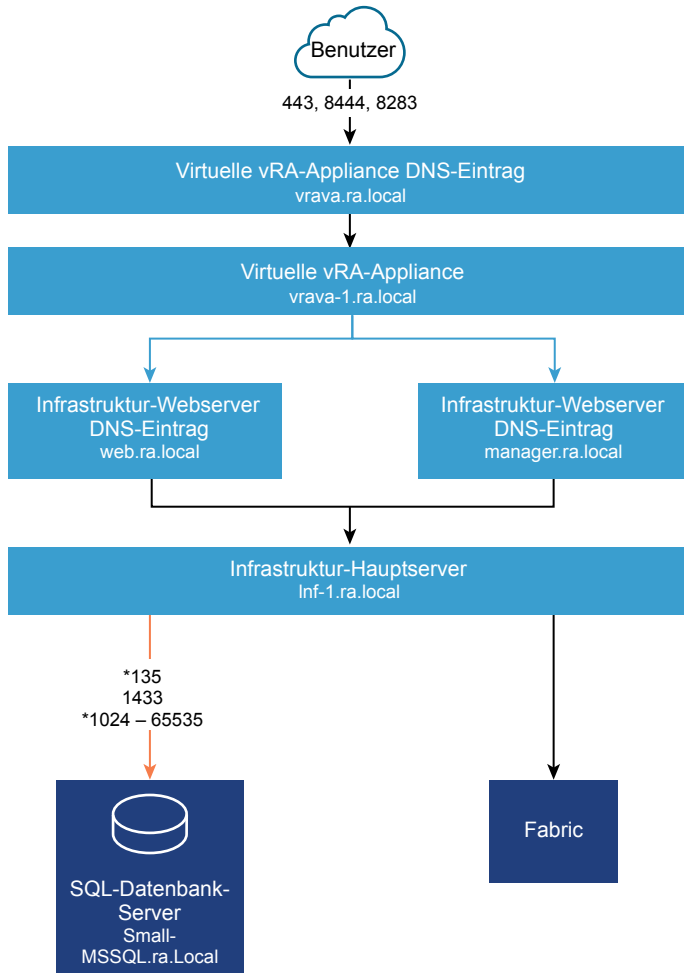 Benutzer
443, 8444, 8283
Virtuelle vRA-Appliance DNS-Eintrag
vrava.ra.local
Virtuelle vRA-Appliance
vrava-1.ra.local
Infrastruktur-Webserver
DNS-Eintrag
web.ra.local
Infrastruktur-Webserver
DNS-Eintrag
manager.ra.local
Infrastruktur-Hauptserver
lnf-1.ra.local
*135
1433
*1024 – 65535
SQL-Datenbank-
Server
Small-
MSSQL.ra.Local
Fabric